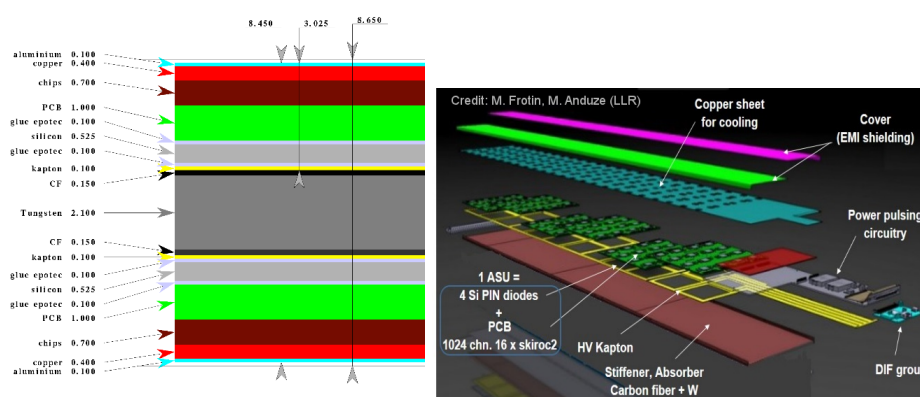 8.450 3.025 8.650
aluminium 0.100
copper 0.400
chips 0.700
PCB 1.000
glue epotec 0.100
silicon 0.525
glue epotec 0.100
kapton 0.100
CF 0.150
Tungsten 2.100
CF 0.150
kapton 0.100
glue epotec 0.100
silicon 0.525
glue epotec 0.100
PCB 1.000
chips 0.700
copper 0.400
aluminium 0.100
Credit: M. Frotin, M. Anduze (LLR)
Copper sheet
for cooling
Cover
(EMI shielding)
Power pulsing
circuitry
1 ASU =
4 Si PIN diodes
+
PCB
1024 chn. 16 x skiroc2
HV Kapton
Stiffener, Absorber
Carbon fiber + W
DIF grou